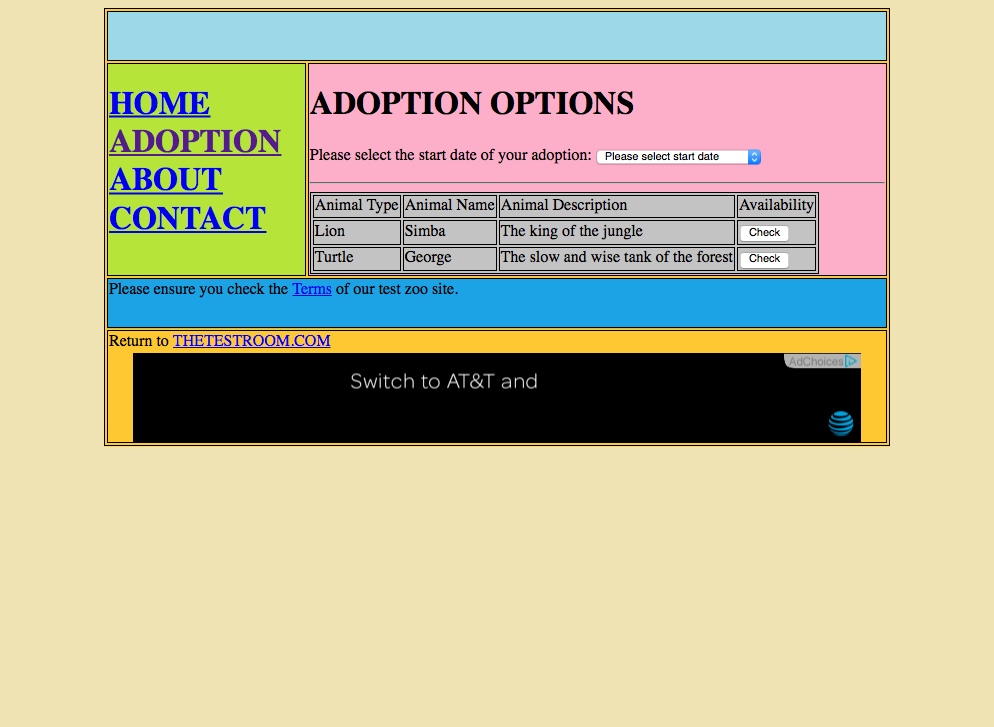 HOME
ADOPTION
ABOUT
CONTACT
ADOPTION OPTIONS
Please select the start date of your adoption: Please select start date
Animal Type Animal Name Animal Description Availability
Lion Simba The king of the jungle Check
Turtle George The slow and wise tank of the forest Check
Please ensure you check the Terms of our test zoo site.
Return to THETESTROOM.COM
AdChoices
Switch to AT&T and